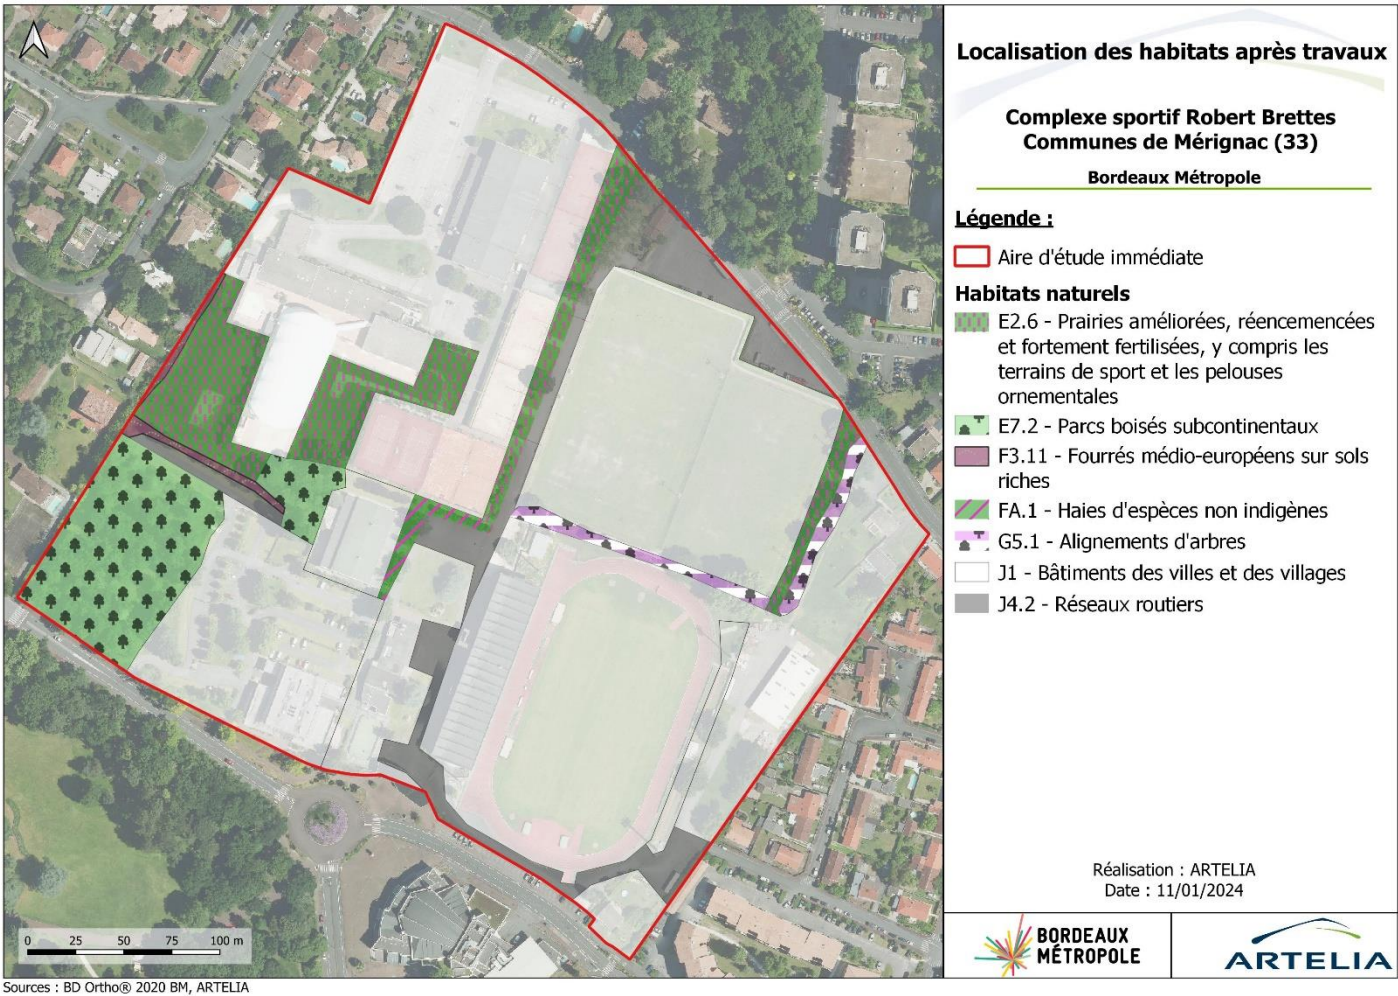 Localisation des habitats après travaux
Complexe sportif Robert Brettes
Communes de Mérignac (33)
Bordeaux Métropole
Légende :
Aire d'étude immédiate
Habitats naturels
E2.6 - Prairies améliorées, réencemencées
et fortement fertilisées, y compris les
terrains de sport et les pelouses
ornementales
E7.2 - Parcs boisés subcontinentaux
F3.11 - Fourrés médio-européens sur sols
riches
FA.1 - Haies d'espèces non indigènes
G5.1 - Alignements d'arbres
J1 - Bâtiments des villes et des villages
J4.2 - Réseaux routiers
Réalisation : ARTELIA
Date : 11/01/2024
BORDEAUX
MÉTROPOLE
ARTELIA
0 25 50 75 100 m
Sources : BD Ortho® 2020 BM, ARTELIA